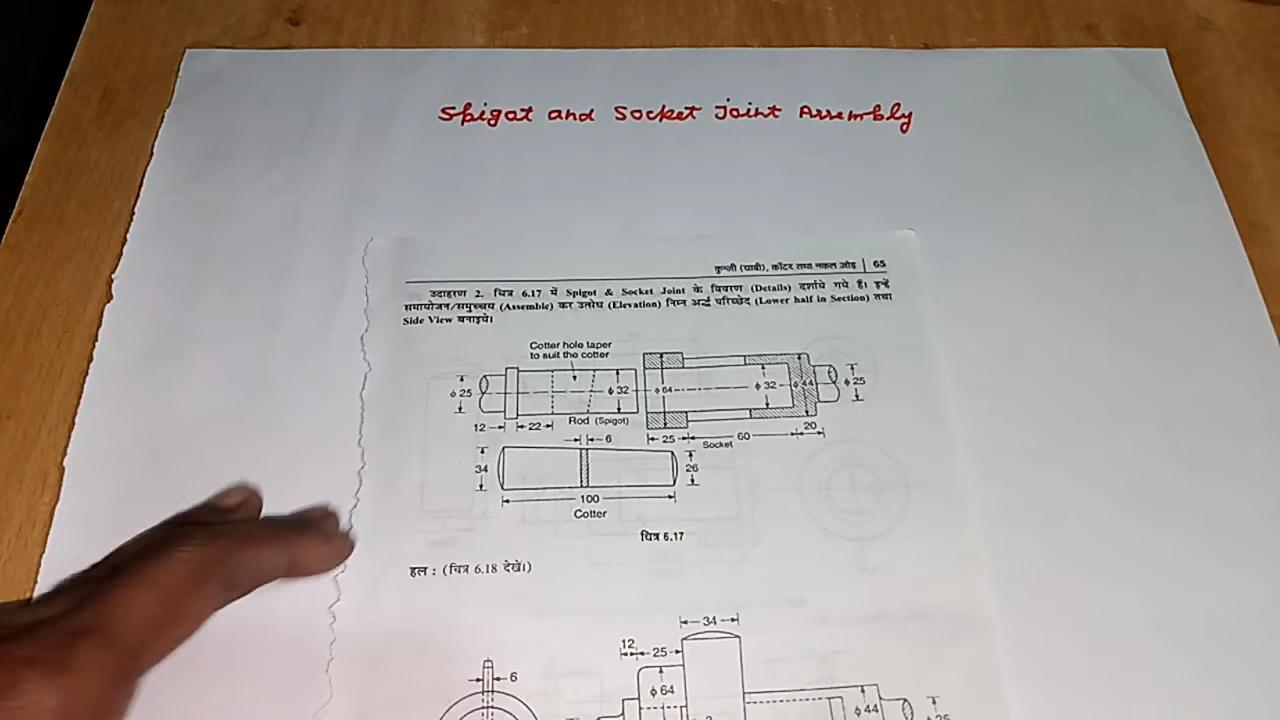 Spigot and Socket Joint Assembly
कुन्जी (चाबी), कॉटर तथा नकल जोड़ | 65
उदाहरण 2. चित्र 6.17 में Spigot & Socket Joint के विवरण (Details) दर्शाये गये हैं। इन्हें
समायोजन/समुच्चय (Assemble) कर उत्सेध (Elevation) निम्न अर्द्ध परिच्छेद (Lower half in Section) तथा
Side View बनाइये।
Cotter hole taper
to suit the cotter
ϕ 25
ϕ 32
ϕ 64
ϕ 32
ϕ 44
ϕ 25
12
22
Rod (Spigot)
25
Socket
60
20
6
34
26
100
Cotter
चित्र 6.17
हल : (चित्र 6.18 देखें।)
34
12
25
6
ϕ 64
ϕ 44